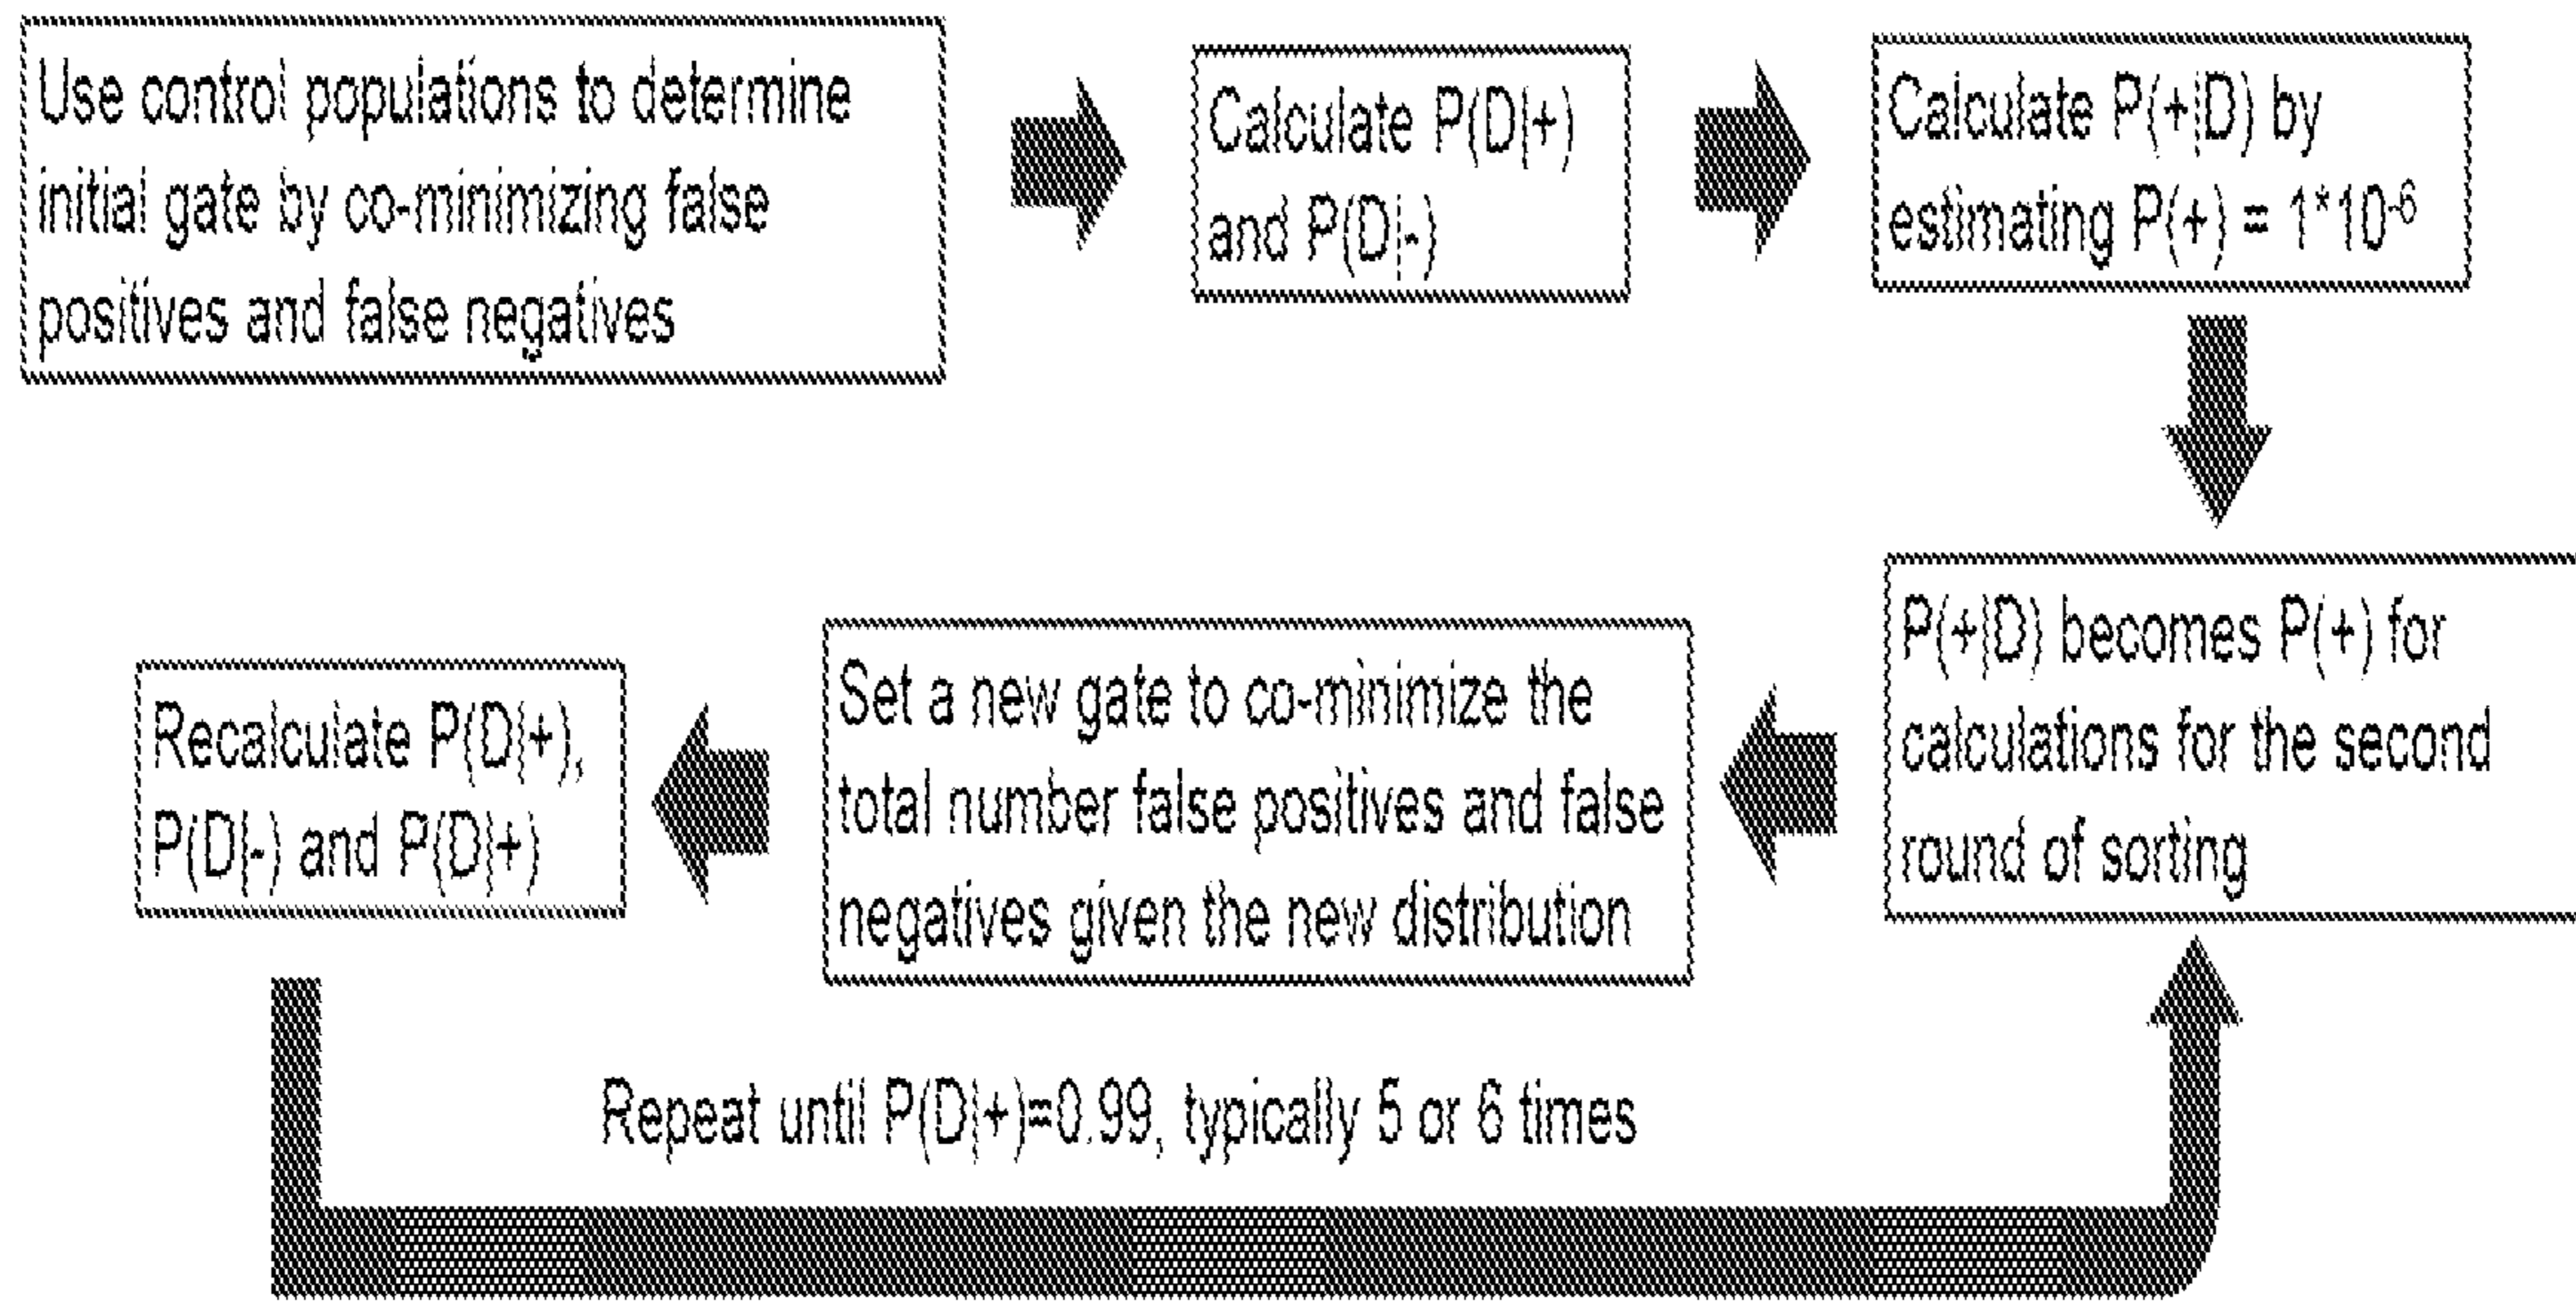 Use control populations to determine
initial gate by co-minimizing false
positives and false negatives
Calculate P(D|+)
and P(D|-)
Calculate P(+|D) by
estimating P(+) = 1*10-6
P(+|D) becomes P(+) for
calculations for the second
round of sorting
Set a new gate to co-minimize the
total number false positives and false
negatives given the new distribution
Recalculate P(D|+),
P(D|-) and P(D|+)
Repeat until P(D|+)=0.99, typically 5 or 6 times